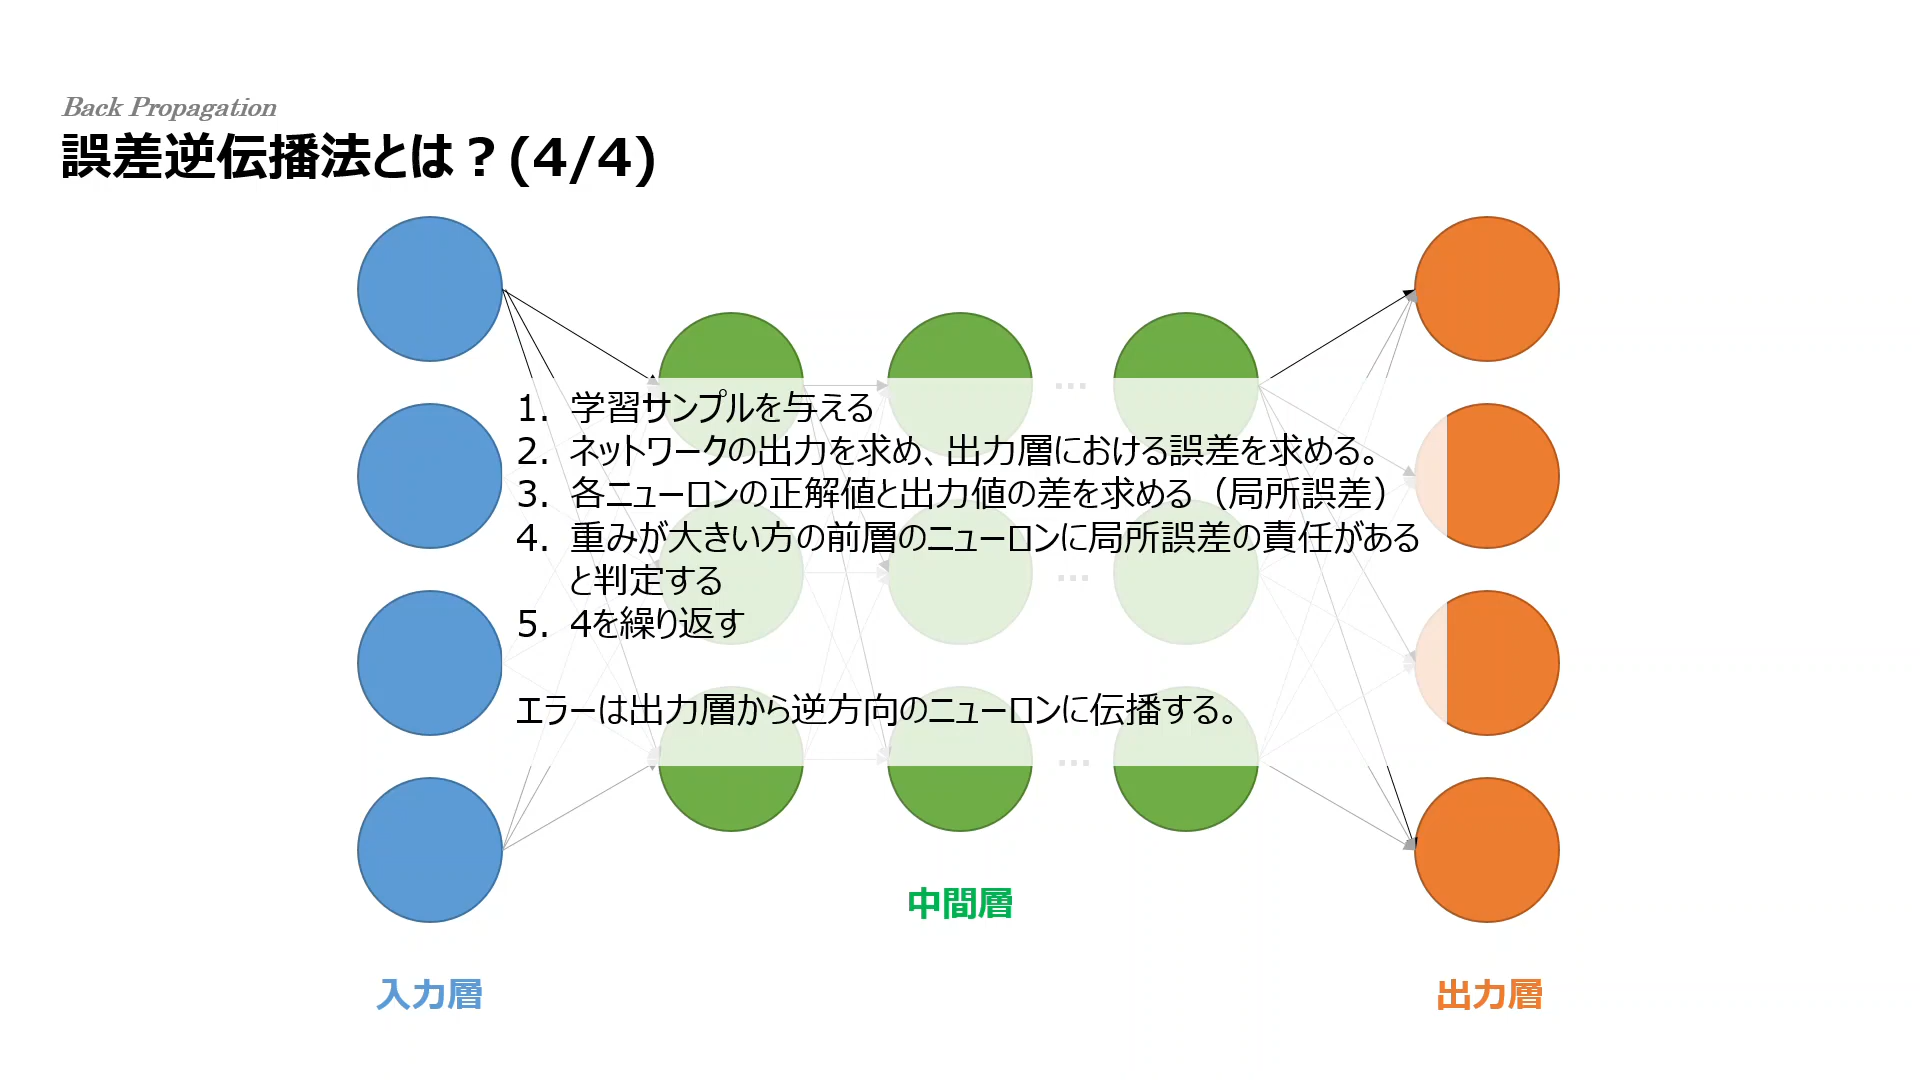 Back Propagation
誤差逆伝播法とは？(4/4)
1. 学習サンプルを与える
2. ネットワークの出力を求め、出力層における誤差を求める。
3. 各ニューロンの正解値と出力値の差を求める（局所誤差）
4. 重みが大きい方の前層のニューロンに局所誤差の責任がある
と判定する
5. 4を繰り返す
エラーは出力層から逆方向のニューロンに伝播する。
中間層
入力層
出力層